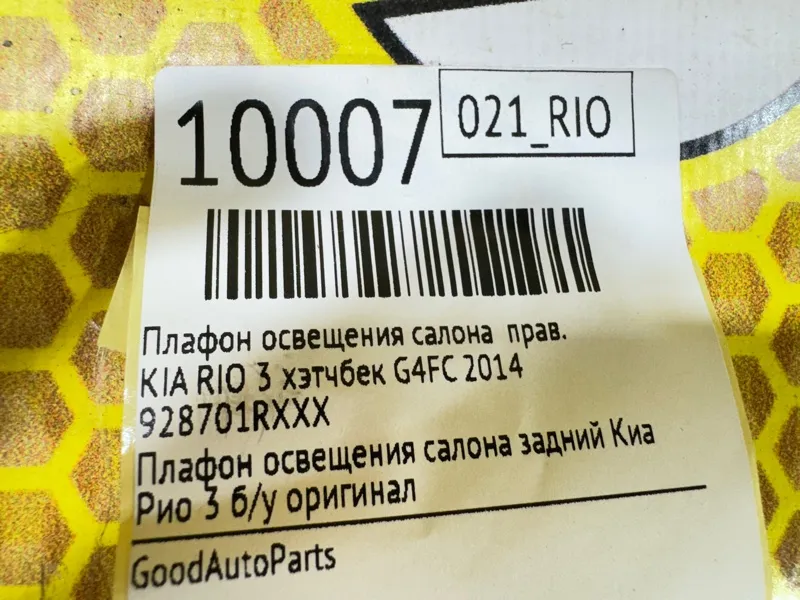 10007
021_RIO
Плафон освещения салона прав.
KIA RIO 3 хэтчбек G4FC 2014
928701RXXX
Плафон освещения салона задний Киа
Рио 3 б/у оригинал
GoodAutoParts